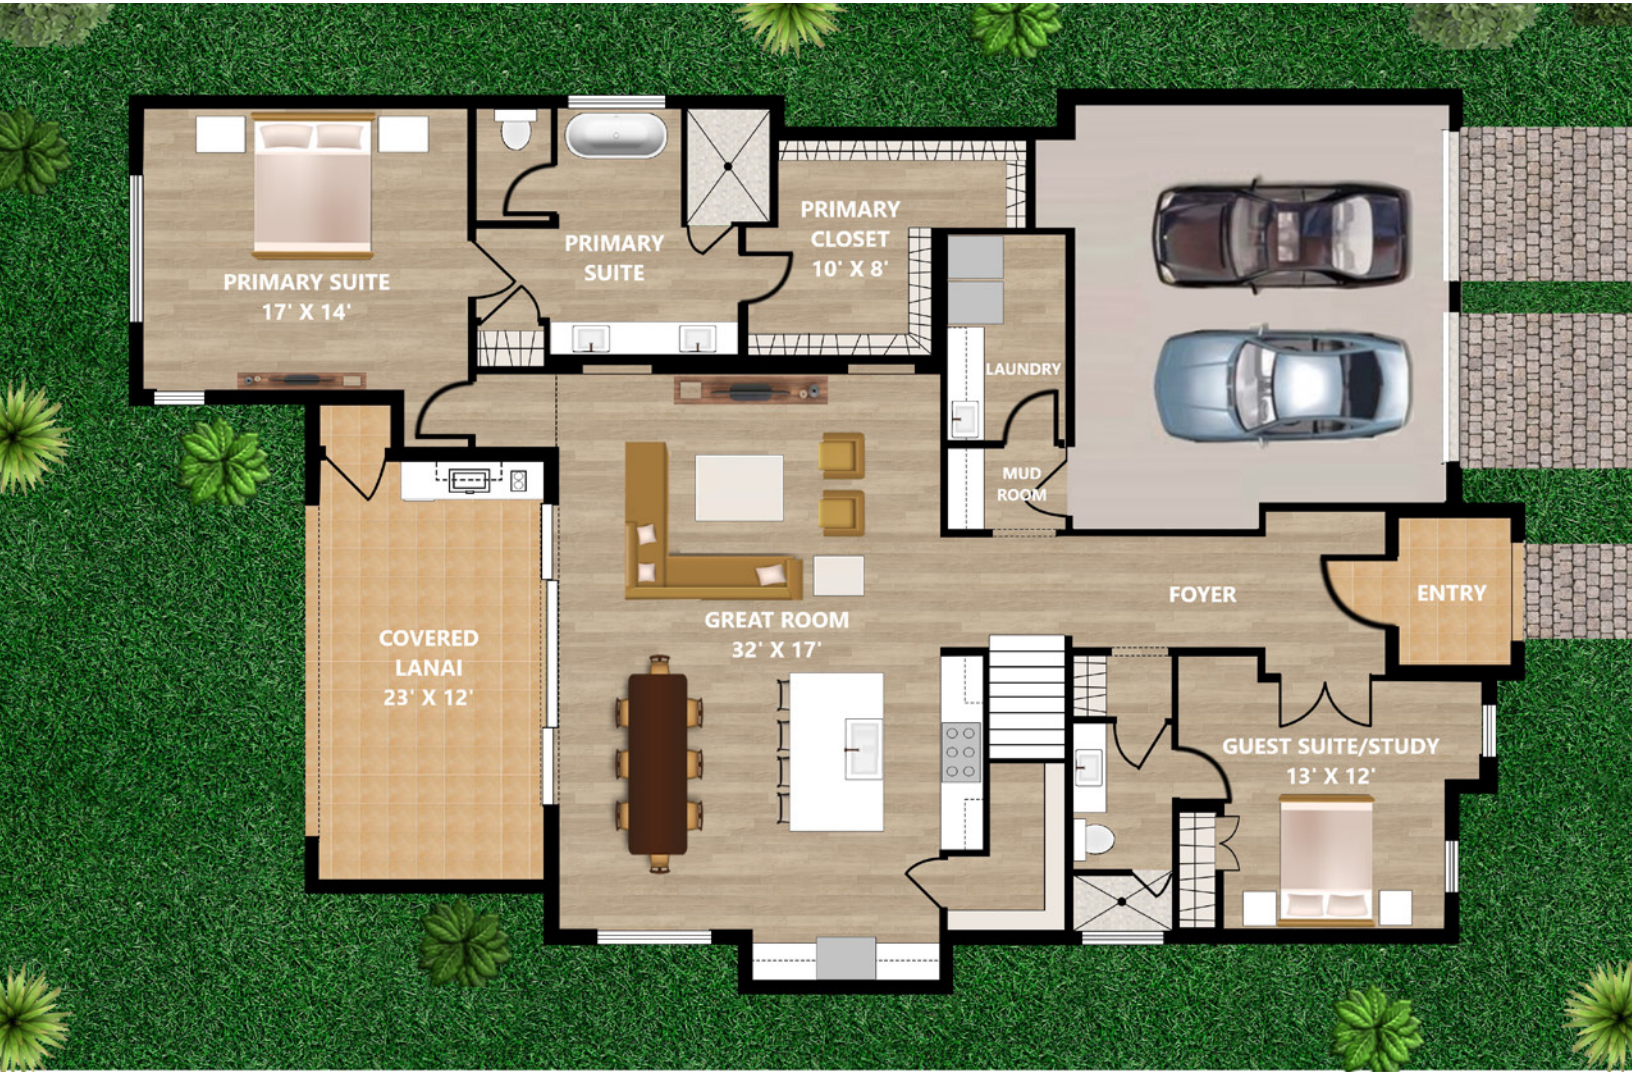 PRIMARY SUITE
17' X 14'
PRIMARY
SUITE
PRIMARY
CLOSET
10' X 8'
LAUNDRY
MUD
ROOM
GREAT ROOM
32' X 17'
FOYER
ENTRY
COVERED
LANAI
23' X 12'
GUEST SUITE/STUDY
13' X 12'